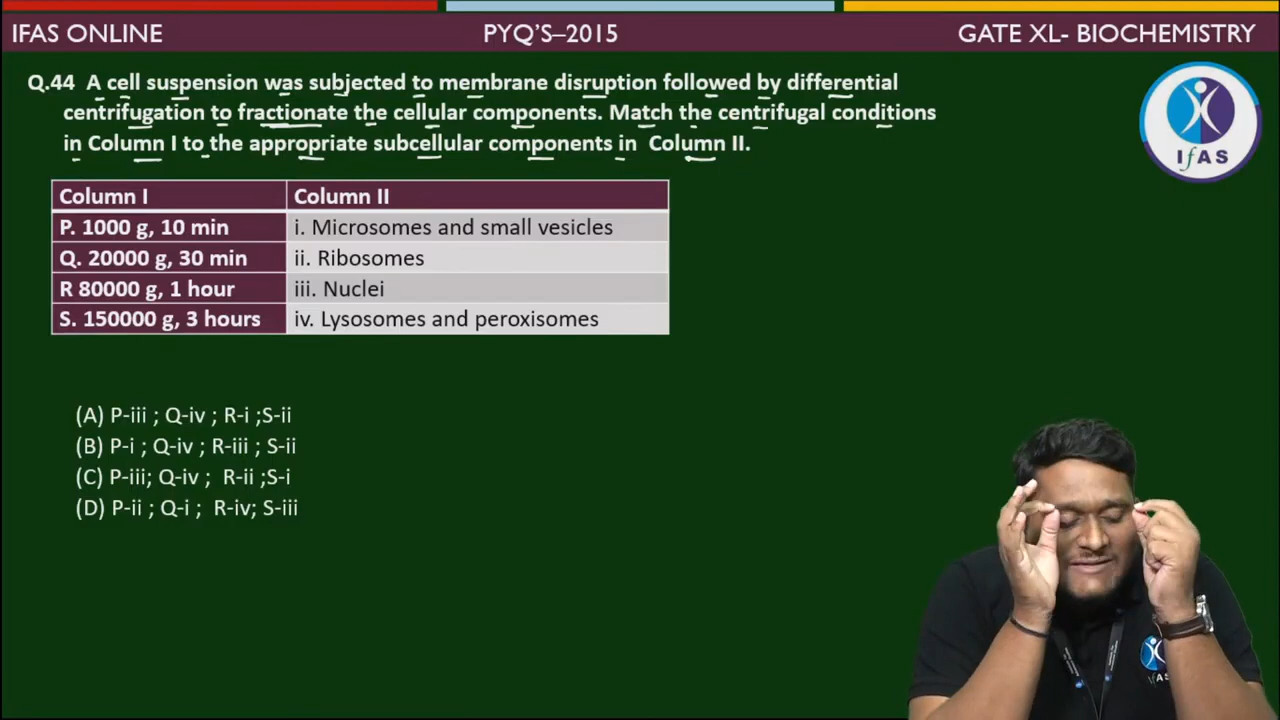 IFAS ONLINE
PYQ'S–2015
GATE XL- BIOCHEMISTRY
Q.44 A cell suspension was subjected to membrane disruption followed by differential
centrifugation to fractionate the cellular components. Match the centrifugal conditions
in Column I to the appropriate subcellular components in Column II.
IfAS
Column I Column II
P. 1000 g, 10 min i. Microsomes and small vesicles
Q. 20000 g, 30 min ii. Ribosomes
R 80000 g, 1 hour iii. Nuclei
S. 150000 g, 3 hours iv. Lysosomes and peroxisomes
(A) P-iii ; Q-iv ; R-i ;S-ii
(B) P-i ; Q-iv ; R-iii ; S-ii
(C) P-iii; Q-iv ; R-ii ;S-i
(D) P-ii ; Q-i ; R-iv; S-iii